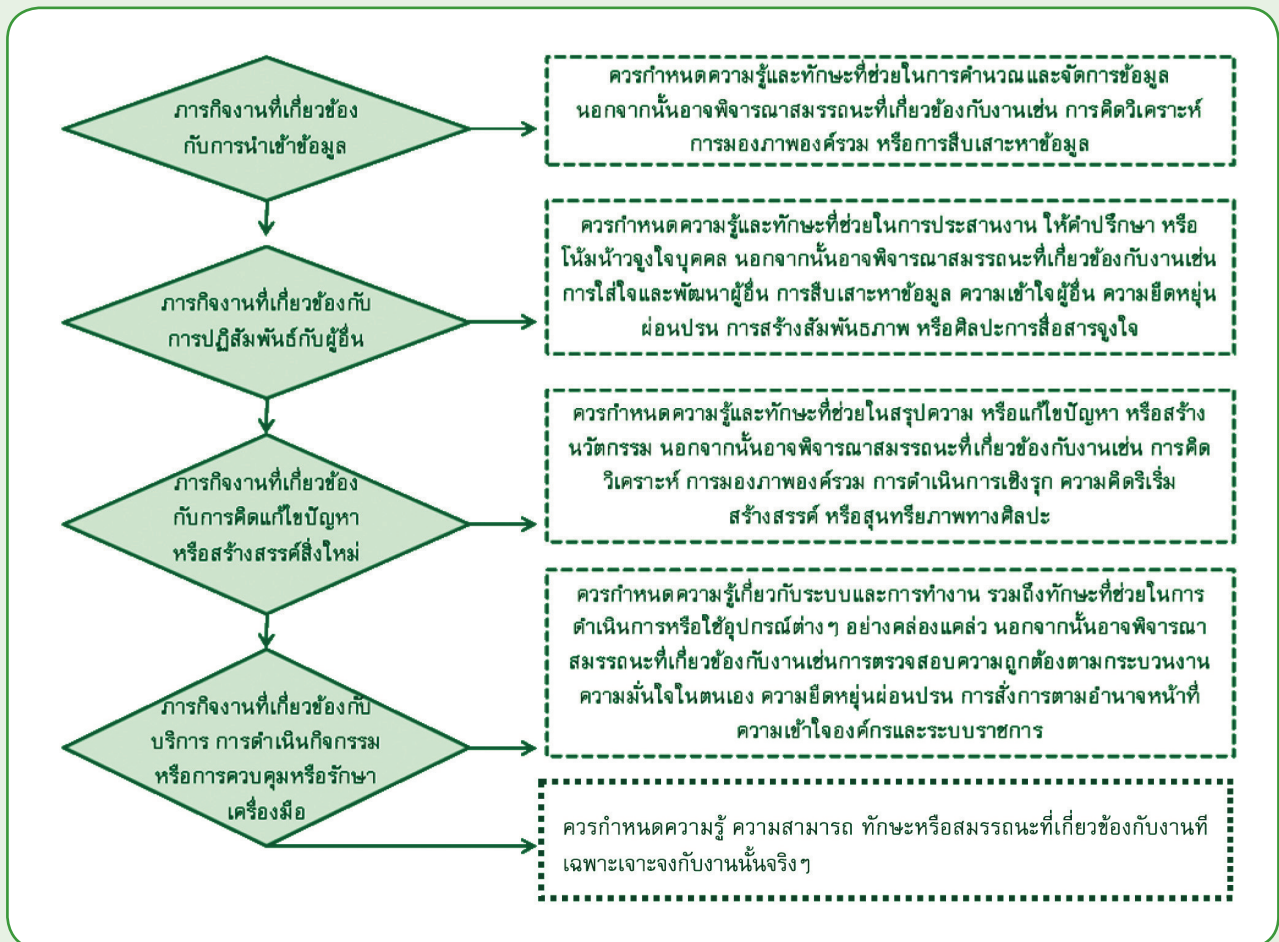 ภารกิจงานที่เกี่ยวข้อง
กับการนำเข้าข้อมูล
ควรกำหนดความรู้และทักษะที่ช่วยในการคำนวณและจัดการข้อมูล
นอกจากนั้นอาจพิจารณาสมรรถนะที่เกี่ยวข้องกับงานเช่น การคิดวิเคราะห์
การมองภาพองค์รวม หรือการสืบเสาะหาข้อมูล
ภารกิจงานที่เกี่ยวข้องกับ
การปฏิสัมพันธ์กับผู้อื่น
ควรกำหนดความรู้และทักษะที่ช่วยในการประสานงาน ให้คำปรึกษา หรือ
โน้มน้าวจูงใจบุคคล นอกจากนั้นอาจพิจารณาสมรรถนะที่เกี่ยวข้องกับงานเช่น
การใส่ใจและพัฒนาผู้อื่น การสืบเสาะหาข้อมูล ความเข้าใจผู้อื่น ความยืดหยุ่น
ผ่อนปรน การสร้างสัมพันธภาพ หรือศิลปะการสื่อสารจูงใจ
ภารกิจงานที่เกี่ยวข้อง
กับการคิดแก้ไขปัญหา
หรือสร้างสรรค์สิ่งใหม่
ควรกำหนดความรู้และทักษะที่ช่วยในสรุปความ หรือแก้ไขปัญหา หรือสร้าง
นวัตกรรม นอกจากนั้นอาจพิจารณาสมรรถนะที่เกี่ยวข้องกับงานเช่น การคิด
วิเคราะห์ การมองภาพองค์รวม การดำเนินการเชิงรุก ความคิดริเริ่ม
สร้างสรรค์ หรือสุนทรียภาพทางศิลปะ
ภารกิจงานที่เกี่ยวข้องกับ
บริการ การดำเนินกิจกรรม
หรือการควบคุมหรือรักษา
เครื่องมือ
ควรกำหนดความรู้เกี่ยวกับระบบและการทำงาน รวมถึงทักษะที่ช่วยในการ
ดำเนินการหรือใช้อุปกรณ์ต่างๆ อย่างคล่องแคล่ว นอกจากนั้นอาจพิจารณา
สมรรถนะที่เกี่ยวข้องกับงานเช่นการตรวจสอบความถูกต้องตามกระบวนงาน
ความมั่นใจในตนเอง ความยืดหยุ่นผ่อนปรน การสั่งการตามอำนาจหน้าที่
ความเข้าใจองค์กรและระบบราชการ
ควรกำหนดความรู้ ความสามารถ ทักษะหรือสมรรถนะที่เกี่ยวข้องกับงานที
เฉพาะเจาะจงกับงานนั้นจริงๆ